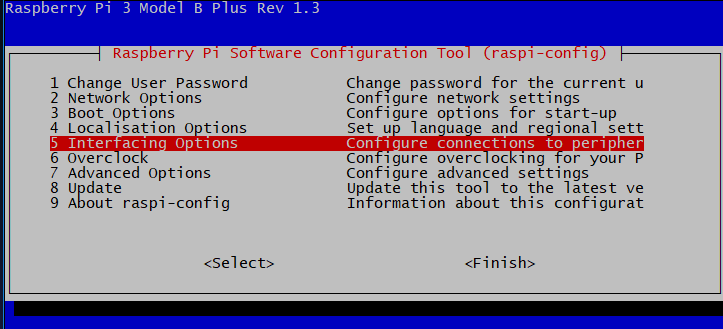 Raspberry Pi 3 Model B Plus Rev 1.3
Raspberry Pi Software Configuration Tool (raspi-config)
1 Change User Password Change password for the current u
2 Network Options Configure network settings
3 Boot Options Configure options for start-up
4 Localisation Options Set up language and regional sett
5 Interfacing Options Configure connections to peripher
6 Overclock Configure overclocking for your P
7 Advanced Options Configure advanced settings
8 Update Update this tool to the latest ve
9 About raspi-config Information about this configurat
<Select> <Finish>